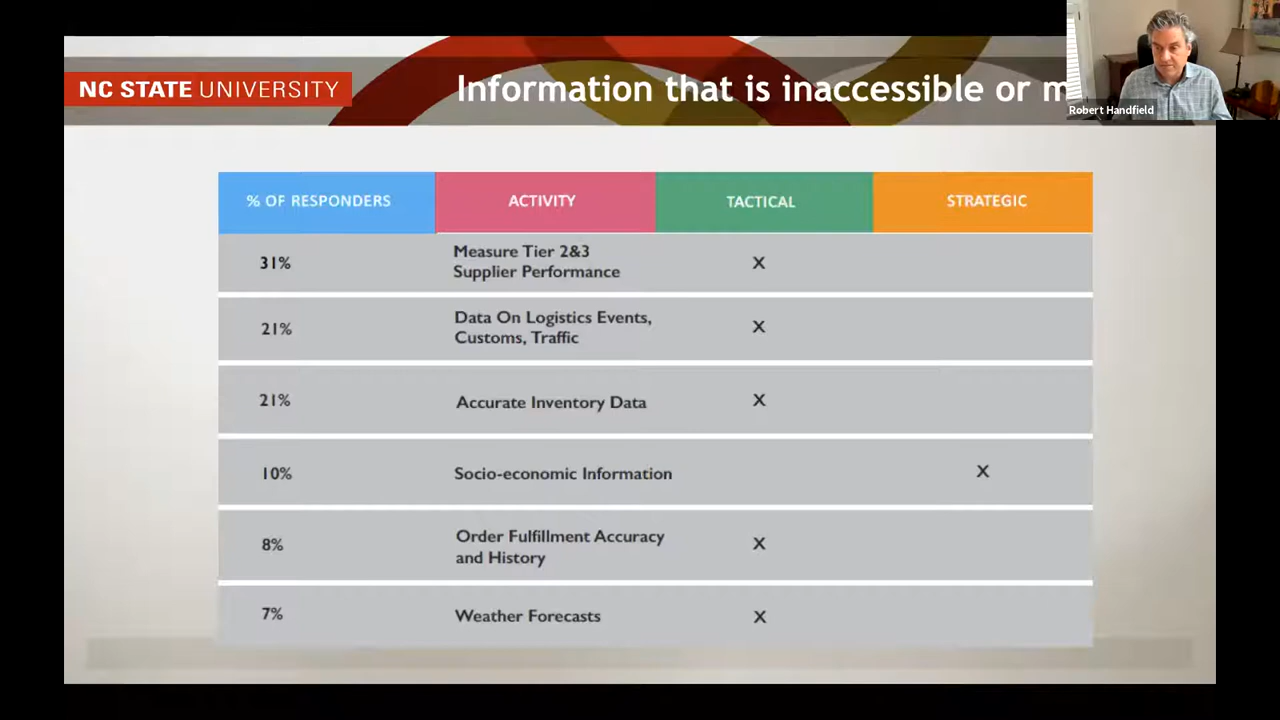 NC STATE UNIVERSITY
Information that is inaccessible or m
Robert Handfield
% OF RESPONDERS ACTIVITY TACTICAL STRATEGIC
31% Measure Tier 2&3 X
Supplier Performance
21% Data On Logistics Events, X
Customs, Traffic
21% Accurate Inventory Data X
10% Socio-economic Information X
8% Order Fulfillment Accuracy X
and History
7% Weather Forecasts X